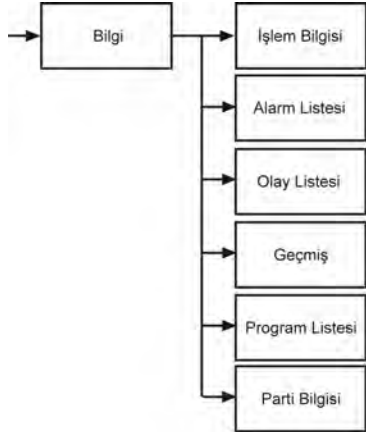 Bilgi
İşlem Bilgisi
Alarm Listesi
Olay Listesi
Geçmiş
Program Listesi
Parti Bilgisi